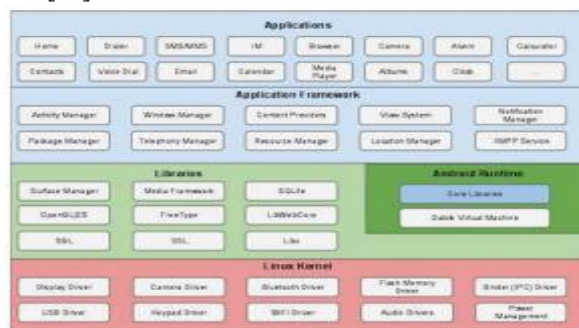 Applications
Home Dialer SMS/MMS IM Browser Camera Alarm Calculator
Contacts Voice Dial Email Calendar Media Player Albums Clock ...
Application Framework
Activity Manager Window Manager Content Providers View System Notification Manager
Package Manager Telephony Manager Resource Manager Location Manager XMPP Service
Libraries
Surface Manager Media Framework SQLite
OpenGL|ES FreeType LibWebCore
SGL SSL Libc
Android Runtime
Core Libraries
Dalvik Virtual Machine
Linux Kernel
Display Driver Camera Driver Bluetooth Driver Flash Memory Driver Binder (IPC) Driver
USB Driver Keypad Driver WiFi Driver Audio Drivers Power Management